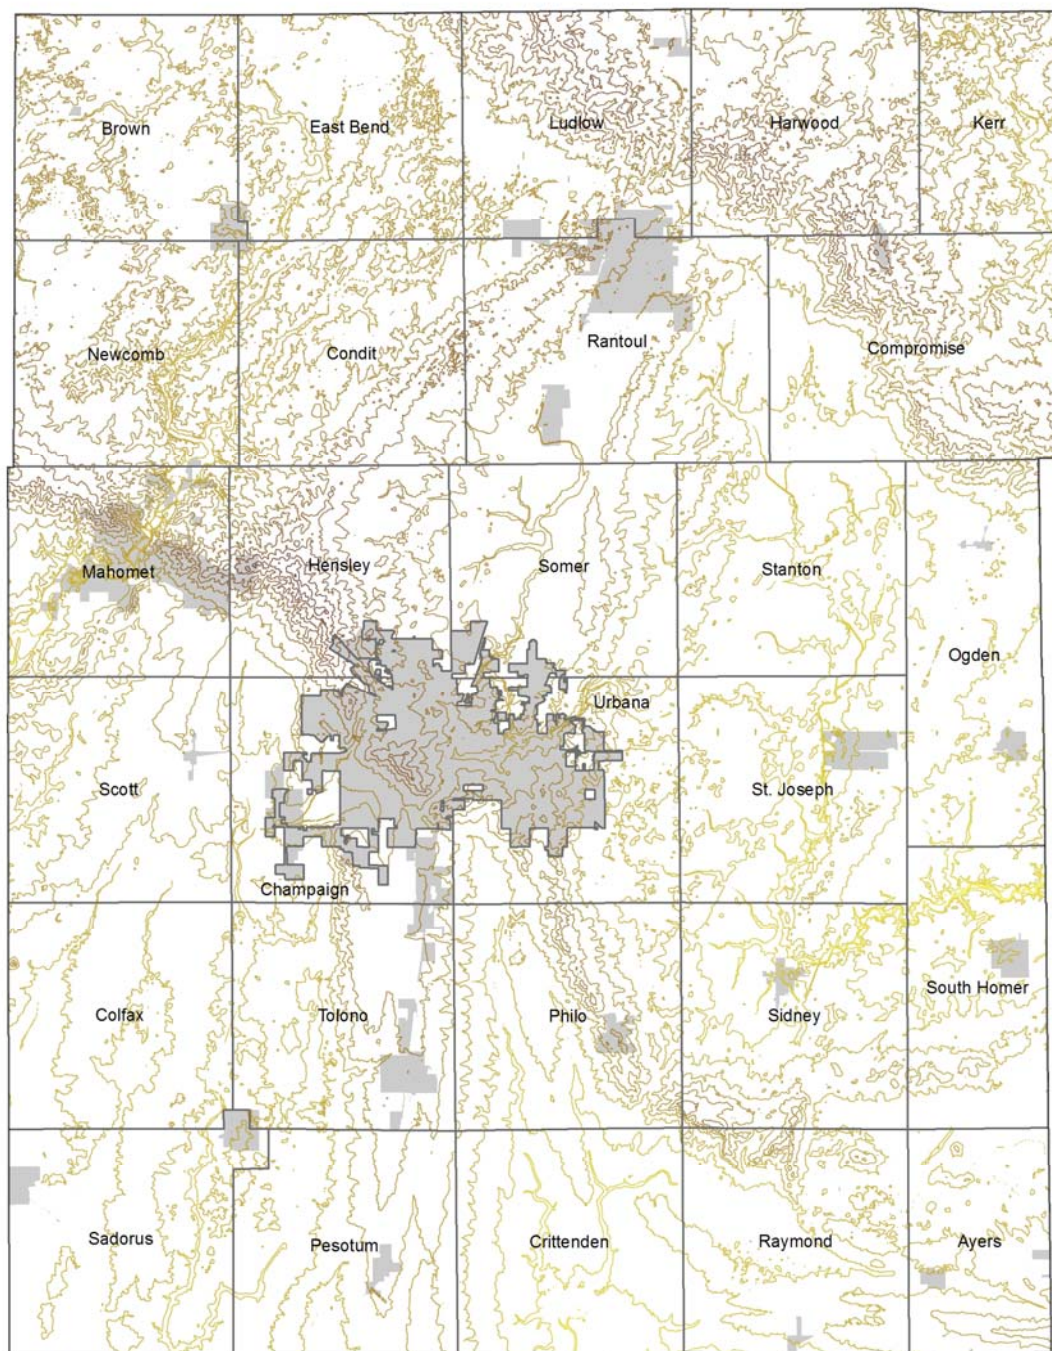 Brown
East Bend
Ludlow
Harwood
Kerr
Newcomb
Condit
Rantoul
Compromise
Mahomet
Hensley
Somer
Stanton
Ogden
Scott
Urbana
St. Joseph
Champaign
Colfax
Tolono
Philo
Sidney
South Homer
Sadorus
Pesotum
Crittenden
Raymond
Ayers